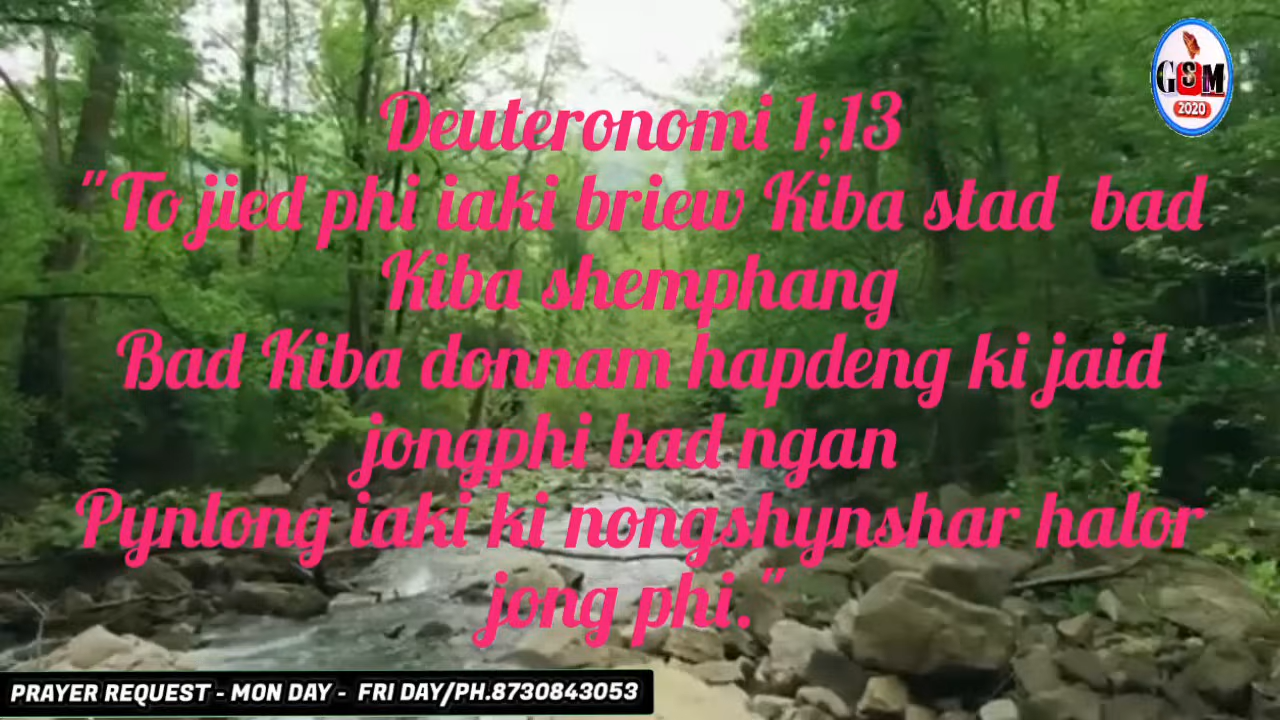 G&M
2020
Deuteronomi 1;13
"To jied phi iaki briew Kiba stad  bad
Kiba shemphang
Bad Kiba donnam hapdeng ki jaid
jongphi bad ngan
Pynlong iaki ki nongshynshar halor
jong phi."
PRAYER REQUEST - MON DAY -  FRI DAY/PH.8730843053